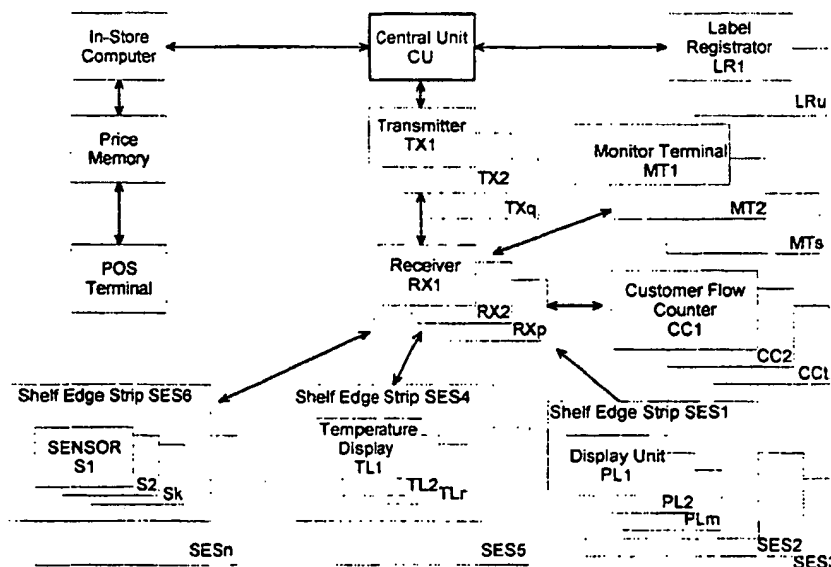 In-Store
Computer
Central Unit
CU
Label
Registrator
LR1
LRu
Price
Memory
Transmitter
TX1
TX2
TXq
Monitor Terminal
MT1
MT2
MTs
POS
Terminal
Receiver
RX1
RX2
RXp
Customer Flow
Counter
CC1
CC2
CCt
Shelf Edge Strip SES6
SENSOR
S1
S2
Sk
SESn
Shelf Edge Strip SES4
Temperature
Display
TL1
TL2
TLr
SES5
Shelf Edge Strip SES1
Display Unit
PL1
PL2
PLm
SES2
SES3